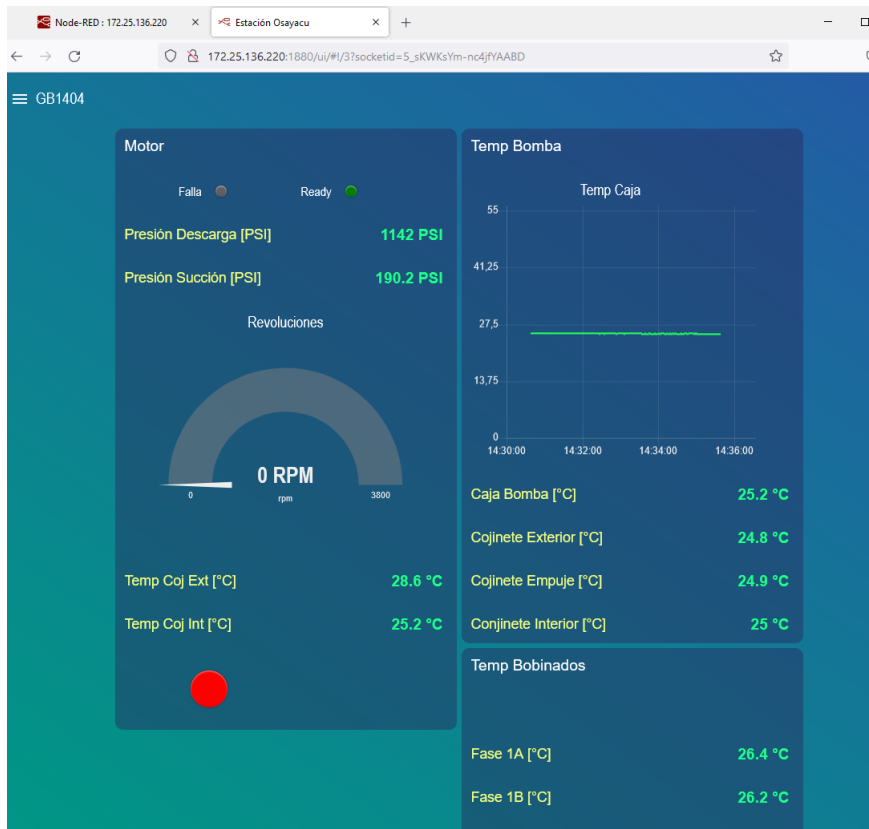 Node-RED : 172.25.136.220
Estación Osayacu
172.25.136.220:1880/ui/#!/3?socketid=5_sKWKsYm-nc4jfYAABD
GB1404
Motor
Falla
Ready
Presión Descarga [PSI] 1142 PSI
Presión Succión [PSI] 190.2 PSI
Revoluciones
0 RPM
0 rpm 3800
Temp Coj Ext [°C] 28.6 °C
Temp Coj Int [°C] 25.2 °C
Temp Bomba
Temp Caja
55
41,25
27,5
13,75
0
14:30:00 14:32:00 14:34:00 14:36:00
Caja Bomba [°C] 25.2 °C
Cojinete Exterior [°C] 24.8 °C
Cojinete Empuje [°C] 24.9 °C
Conjinete Interior [°C] 25 °C
Temp Bobinados
Fase 1A [°C] 26.4 °C
Fase 1B [°C] 26.2 °C